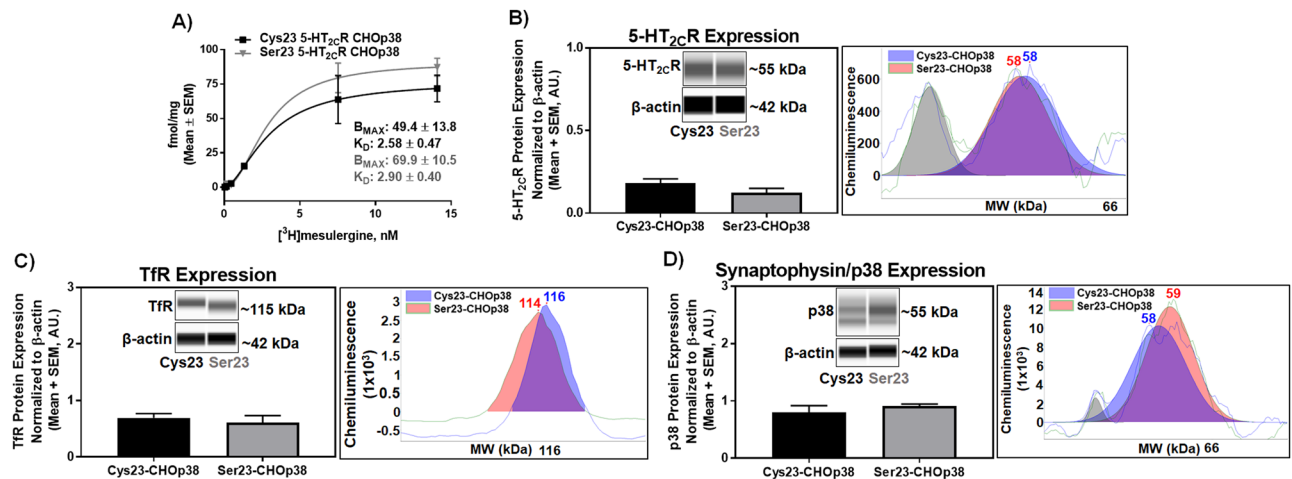 A)
Cys23 5-HT2CR CHOp38
Ser23 5-HT2CR CHOp38
fmol/mg
(Mean ± SEM)
100
75
50
25
0
BMAX: 49.4 ± 13.8
KD: 2.58 ± 0.47
BMAX: 69.9 ± 10.5
KD: 2.90 ± 0.40
0
5
10
15
[3H]mesulergine, nM
B)
5-HT2CR Expression
5-HT2CR Protein Expression
Normalized to β-actin
(Mean + SEM, AU.)
1.0
0.5
0.0
5-HT2CR
~55 kDa
β-actin
~42 kDa
Cys23 Ser23
Cys23-CHOp38
Ser23-CHOp38
Cys23-CHOp38
Ser23-CHOp38
58 58
Chemiluminescence
600
400
200
0
MW (kDa)
66
C)
TfR Expression
TfR Protein Expression
Normalized to β-actin
(Mean + SEM, AU.)
3
2
1
0
TfR
~115 kDa
β-actin
~42 kDa
Cys23 Ser23
Cys23-CHOp38
Ser23-CHOp38
Cys23-CHOp38
Ser23-CHOp38
114 116
Chemiluminescence
(1x10³)
3
2.5
2
1.5
1
0.5
0
-0.5
MW (kDa) 116
D)
Synaptophysin/p38 Expression
p38 Protein Expression
Normalized to β-actin
(Mean + SEM, AU.)
3
2
1
0
p38
~55 kDa
β-actin
~42 kDa
Cys23 Ser23
Cys23-CHOp38
Ser23-CHOp38
Cys23-CHOp38
Ser23-CHOp38
58
59
Chemiluminescence
(1x10³)
14
12
10
8
6
4
2
0
MW (kDa) 66